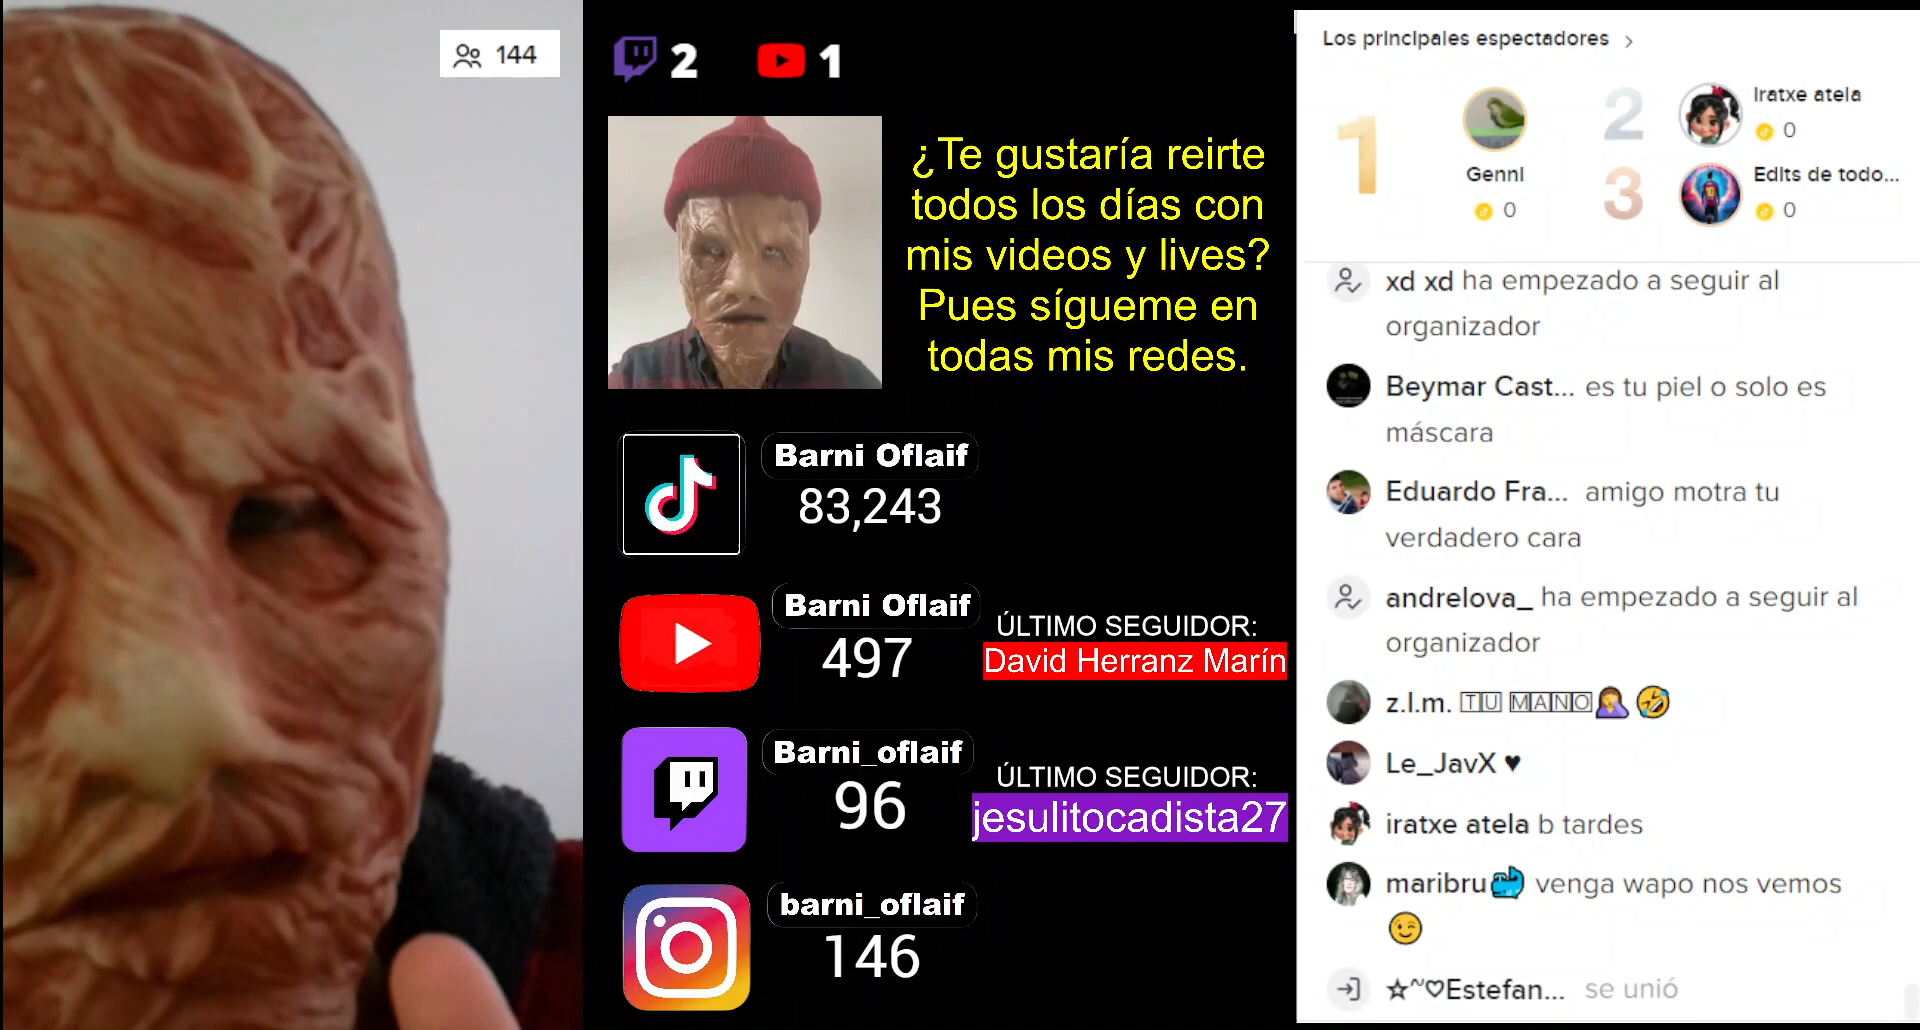 144
2
1
¿Te gustaría reirte
todos los días con
mis videos y lives?
Pues sígueme en
todas mis redes.
Barni Oflaif
83,243
Barni Oflaif
497
ÚLTIMO SEGUIDOR:
David Herranz Marín
Barni_oflaif
96
ÚLTIMO SEGUIDOR:
jesulitocadista27
barni_oflaif
146
Los principales espectadores
1
Genni
0
2
Iratxe atela
0
3
Edits de todo...
0
xd xd ha empezado a seguir al
organizador
Beymar Cast... es tu piel o solo es
máscara
Eduardo Fra... amigo motra tu
verdadero cara
andrelova_ ha empezado a seguir al
organizador
z.l.m. 🅃🅄 🄼🄰🄽🄾🤦‍♀️🤣
Le_JavX ♥
iratxe atela b tardes
maribru venga wapo nos vemos
😉
☆~♡Estefan... se unió